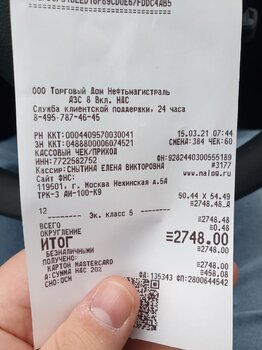 ООО Торговый Дом Нефтьмагистраль
АЗС 8 Вкл. НДС
Служба клиентской поддержки, 24 часа
8-495-787-46-45
РН ККТ:0004409570030041 15.03.21 07:44
ЗН ККТ:0488800006074521 СМЕНА:384 ЧЕК:60
КАССОВЫЙ ЧЕК/ПРИХОД
ИНН:7722582752 ФН:9282440300555189
Кассир:СНЫТИНА ЕЛЕНА ВИКТОРОВНА #3177
Сайт ФНС: www.nalog.ru
119501, г. Москва Нежинская д.5А
ТРК-3 АИ-100-К9 50.44 x 54.49
≡2748.48_А
12 Эк. класс 5
ВСЕГО ≡2748.48
ОКРУГЛЕНИЕ ≡0.48
ИТОГ ≡2748.00
БЕЗНАЛИЧНЫМИ ≡2748.00
ПОЛУЧЕНО:
КАРТОЙ MASTERCARD ≡2748.00
А:СУММА НДС 20% ≡458.08
СНО:ОСН ФД:135343 ФП:2800644542